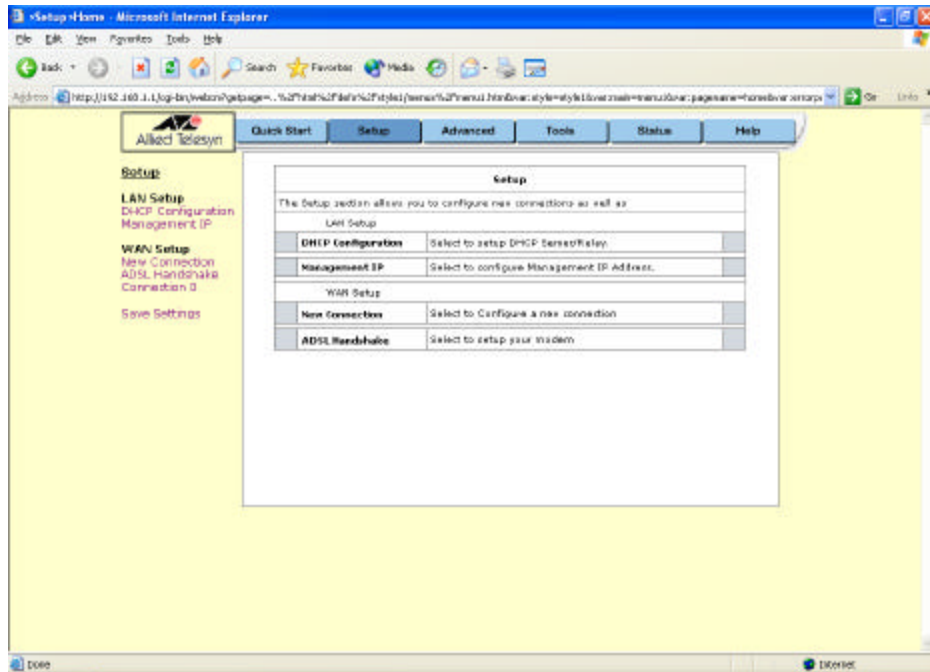 >Setup>Home - Microsoft Internet Explorer
File Edit View Favorites Tools Help
Back Search Favorites Media
Address Go Links
Allied Telesyn
Quick Start Setup Advanced Tools Status Help
Setup
LAN Setup
DHCP Configuration
Management IP
WAN Setup
New Connection
ADSL Handshake
Connection 0
Save Settings
Setup
The Setup section allows you to configure new connections as well as
LAN Setup
DHCP Configuration Select to setup DHCP Server/Relay.
Management IP Select to configure Management IP Address.
WAN Setup
New Connection Select to Configure a new connection
ADSL Handshake Select to setup your modem
Done Internet